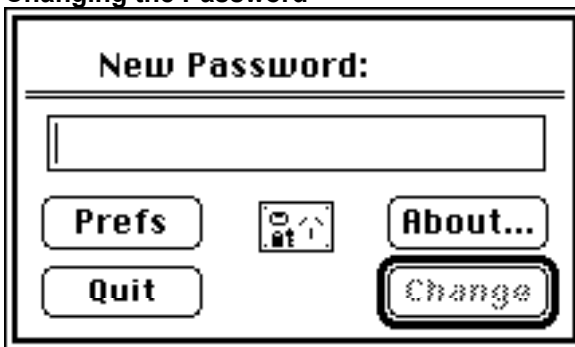 Changing the Password
New Password:
Prefs
About...
Quit
Change